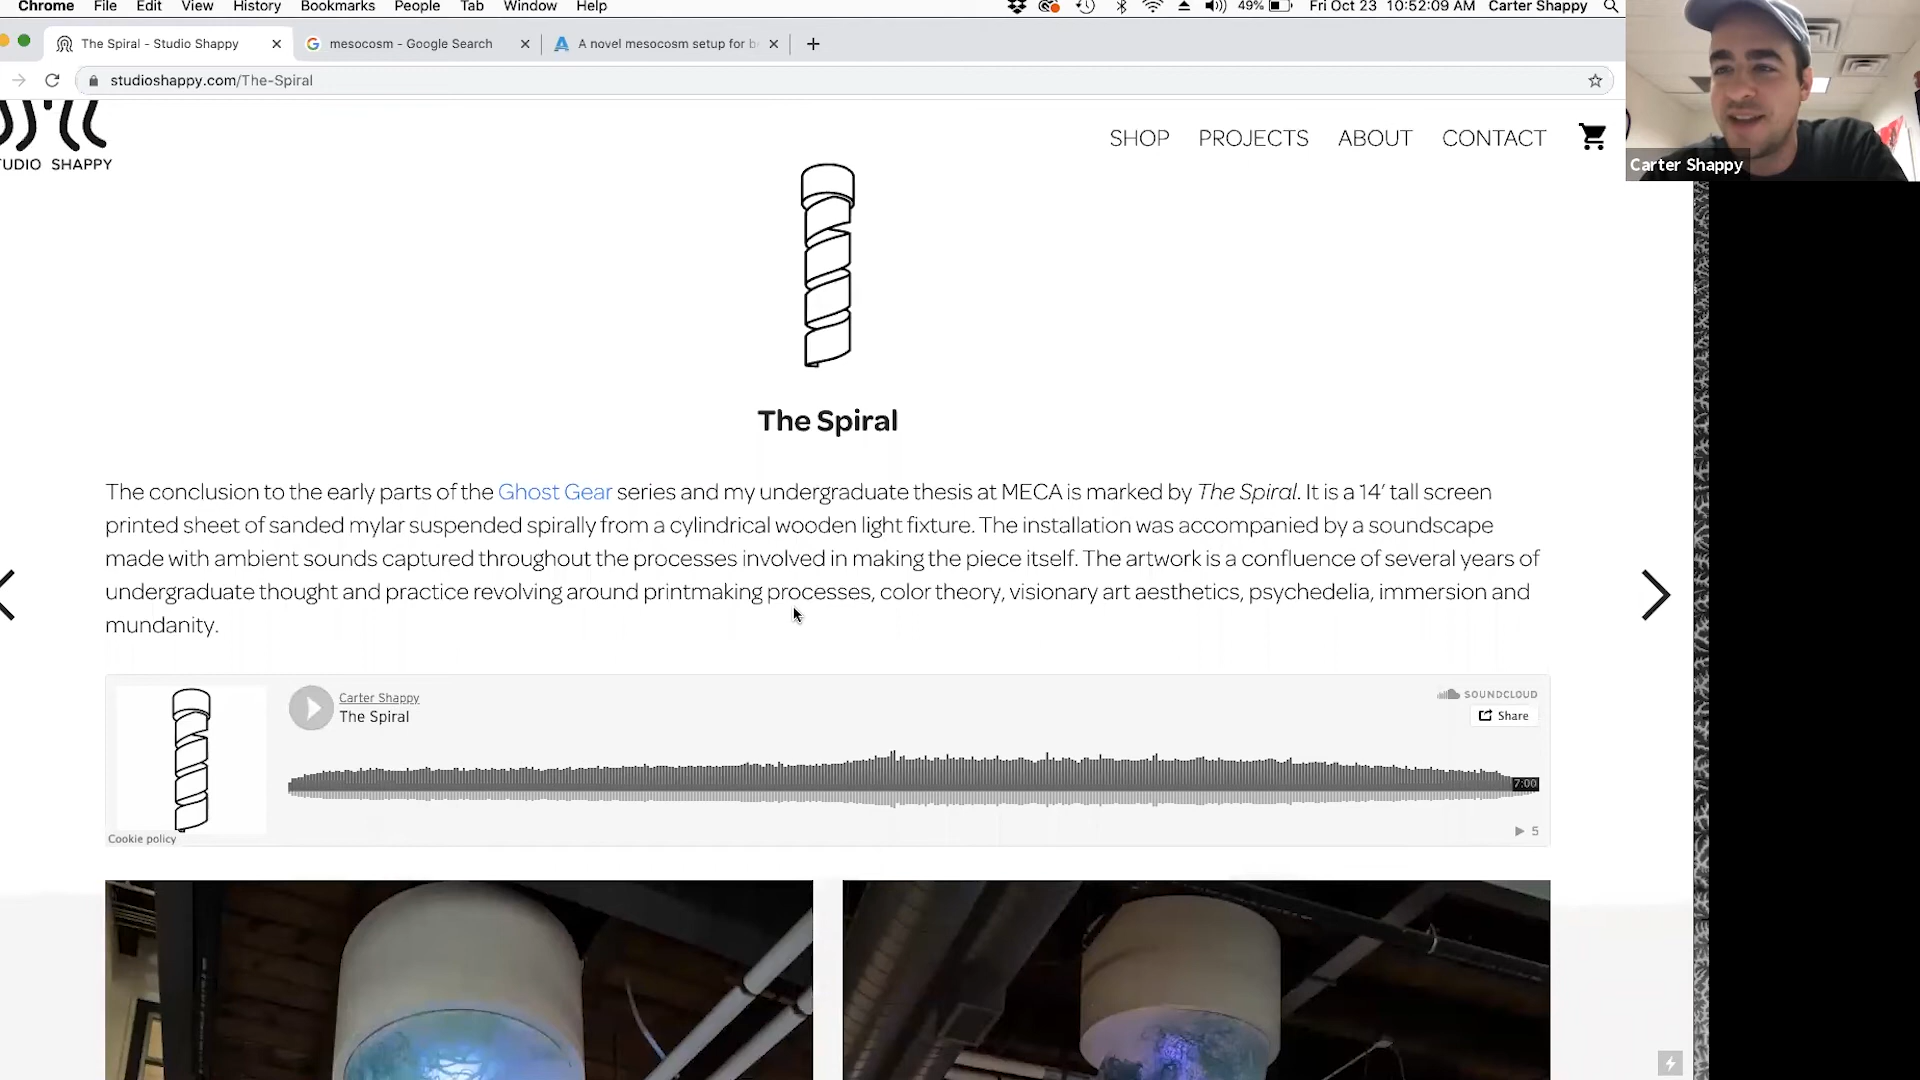 Chrome File Edit View History Bookmarks People Tab Window Help 49% Fri Oct 23 10:52:09 AM Carter Shappy
The Spiral - Studio Shappy mesocosm - Google Search A novel mesocosm setup for b
studioshappy.com/The-Spiral
SHOP PROJECTS ABOUT CONTACT
TUDIO SHAPPY
Carter Shappy
The Spiral
The conclusion to the early parts of the Ghost Gear series and my undergraduate thesis at MECA is marked by The Spiral. It is a 14' tall screen
printed sheet of sanded mylar suspended spirally from a cylindrical wooden light fixture. The installation was accompanied by a soundscape
made with ambient sounds captured throughout the processes involved in making the piece itself. The artwork is a confluence of several years of
undergraduate thought and practice revolving around printmaking processes, color theory, visionary art aesthetics, psychedelia, immersion and
mundanity.
Carter Shappy
The Spiral
SOUNDCLOUD
Share
7:00
5
Cookie policy